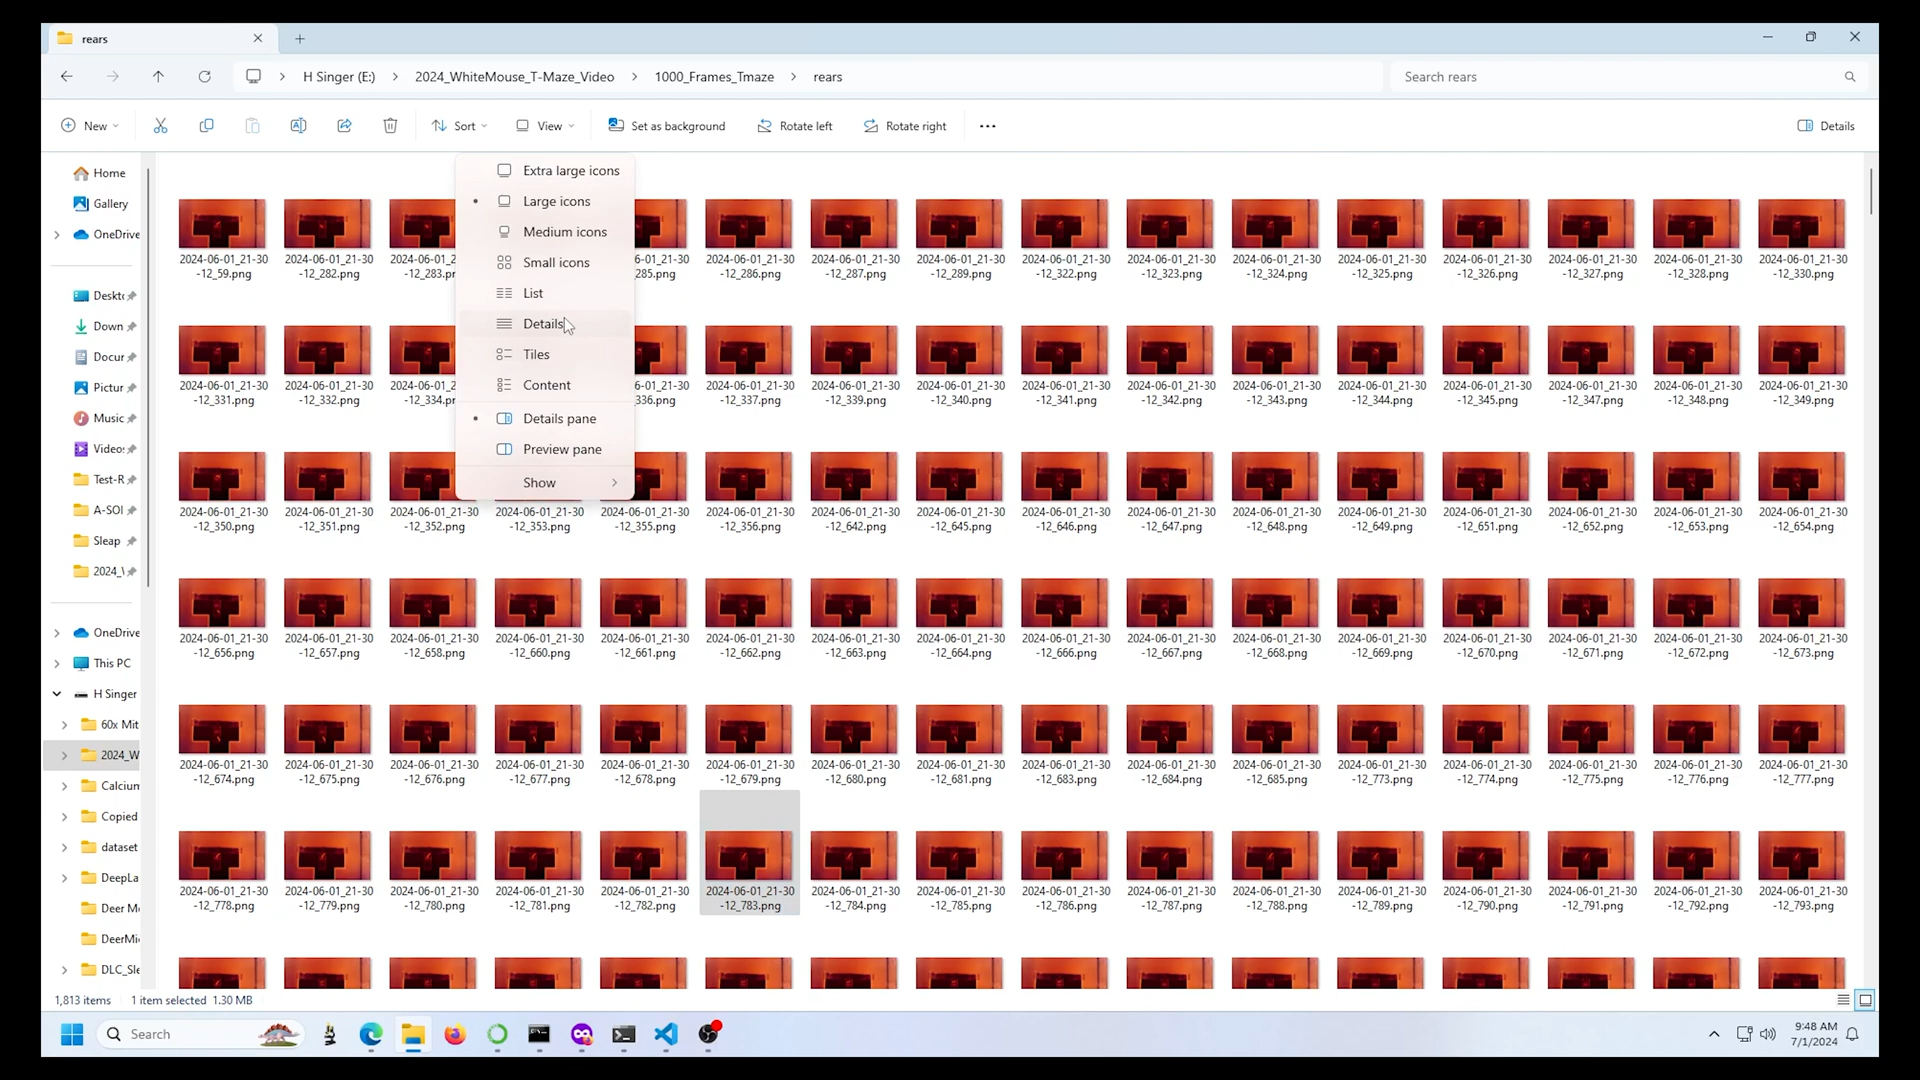 rears
H Singer (E:) 2024_WhiteMouse_T-Maze_Video 1000_Frames_Tmaze rears
Search rears
New
Sort
View
Set as background
Rotate left
Rotate right
Details
Home
Gallery
OneDrive
Deskt
Down
Docur
Pictur
Music
Video
Test-R
A-SOI
Sleap
2024_\
OneDrive
This PC
H Singer
60x Mit
2024_W
Calcium
Copied
dataset
DeepLa
Deer M
DeerMi
DLC_Sle
Extra large icons
Large icons
Medium icons
Small icons
List
Details
Tiles
Content
Details pane
Preview pane
Show
2024-06-01_21-30 2024-06-01_21-30 2024-06-01_2 _01_21-30 2024-06-01_21-30 2024-06-01_21-30 2024-06-01_21-30 2024-06-01_21-30 2024-06-01_21-30 2024-06-01_21-30 2024-06-01_21-30 2024-06-01_21-30 2024-06-01_21-30 2024-06-01_21-30 2024-06-01_21-30
-12_59.png -12_282.png -12_283.pr 285.png -12_286.png -12_287.png -12_289.png -12_322.png -12_323.png -12_324.png -12_325.png -12_326.png -12_327.png -12_328.png -12_330.png
2024-06-01_21-30 2024-06-01_21-30 2024-06-01_2 -01_21-30 2024-06-01_21-30 2024-06-01_21-30 2024-06-01_21-30 2024-06-01_21-30 2024-06-01_21-30 2024-06-01_21-30 2024-06-01_21-30 2024-06-01_21-30 2024-06-01_21-30 2024-06-01_21-30 2024-06-01_21-30
-12_331.png -12_332.png -12_334.pr 336.png -12_337.png -12_339.png -12_340.png -12_341.png -12_342.png -12_343.png -12_344.png -12_345.png -12_347.png -12_348.png -12_349.png
2024-06-01_21-30 2024-06-01_21-30 2024-06-01_21-30 2024-06-01_21-30 2024-06-01_21-30 2024-06-01_21-30 2024-06-01_21-30 2024-06-01_21-30 2024-06-01_21-30 2024-06-01_21-30 2024-06-01_21-30 2024-06-01_21-30 2024-06-01_21-30 2024-06-01_21-30 2024-06-01_21-30 2024-06-01_21-30
-12_350.png -12_351.png -12_352.png -12_353.png -12_355.png -12_356.png -12_642.png -12_645.png -12_646.png -12_647.png -12_648.png -12_649.png -12_651.png -12_652.png -12_653.png -12_654.png
2024-06-01_21-30 2024-06-01_21-30 2024-06-01_21-30 2024-06-01_21-30 2024-06-01_21-30 2024-06-01_21-30 2024-06-01_21-30 2024-06-01_21-30 2024-06-01_21-30 2024-06-01_21-30 2024-06-01_21-30 2024-06-01_21-30 2024-06-01_21-30 2024-06-01_21-30 2024-06-01_21-30 2024-06-01_21-30
-12_656.png -12_657.png -12_658.png -12_660.png -12_661.png -12_662.png -12_663.png -12_664.png -12_666.png -12_667.png -12_668.png -12_669.png -12_670.png -12_671.png -12_672.png -12_673.png
2024-06-01_21-30 2024-06-01_21-30 2024-06-01_21-30 2024-06-01_21-30 2024-06-01_21-30 2024-06-01_21-30 2024-06-01_21-30 2024-06-01_21-30 2024-06-01_21-30 2024-06-01_21-30 2024-06-01_21-30 2024-06-01_21-30 2024-06-01_21-30 2024-06-01_21-30 2024-06-01_21-30 2024-06-01_21-30
-12_674.png -12_675.png -12_676.png -12_677.png -12_678.png -12_679.png -12_680.png -12_681.png -12_683.png -12_684.png -12_685.png -12_773.png -12_774.png -12_775.png -12_776.png -12_777.png
2024-06-01_21-30 2024-06-01_21-30 2024-06-01_21-30 2024-06-01_21-30 2024-06-01_21-30 2024-06-01_21-30 2024-06-01_21-30 2024-06-01_21-30 2024-06-01_21-30 2024-06-01_21-30 2024-06-01_21-30 2024-06-01_21-30 2024-06-01_21-30 2024-06-01_21-30 2024-06-01_21-30 2024-06-01_21-30
-12_778.png -12_779.png -12_780.png -12_781.png -12_782.png -12_783.png -12_784.png -12_785.png -12_786.png -12_787.png -12_788.png -12_789.png -12_790.png -12_791.png -12_792.png -12_793.png
1,813 items 1 item selected 1.30 MB
Search
9:48 AM
7/1/2024